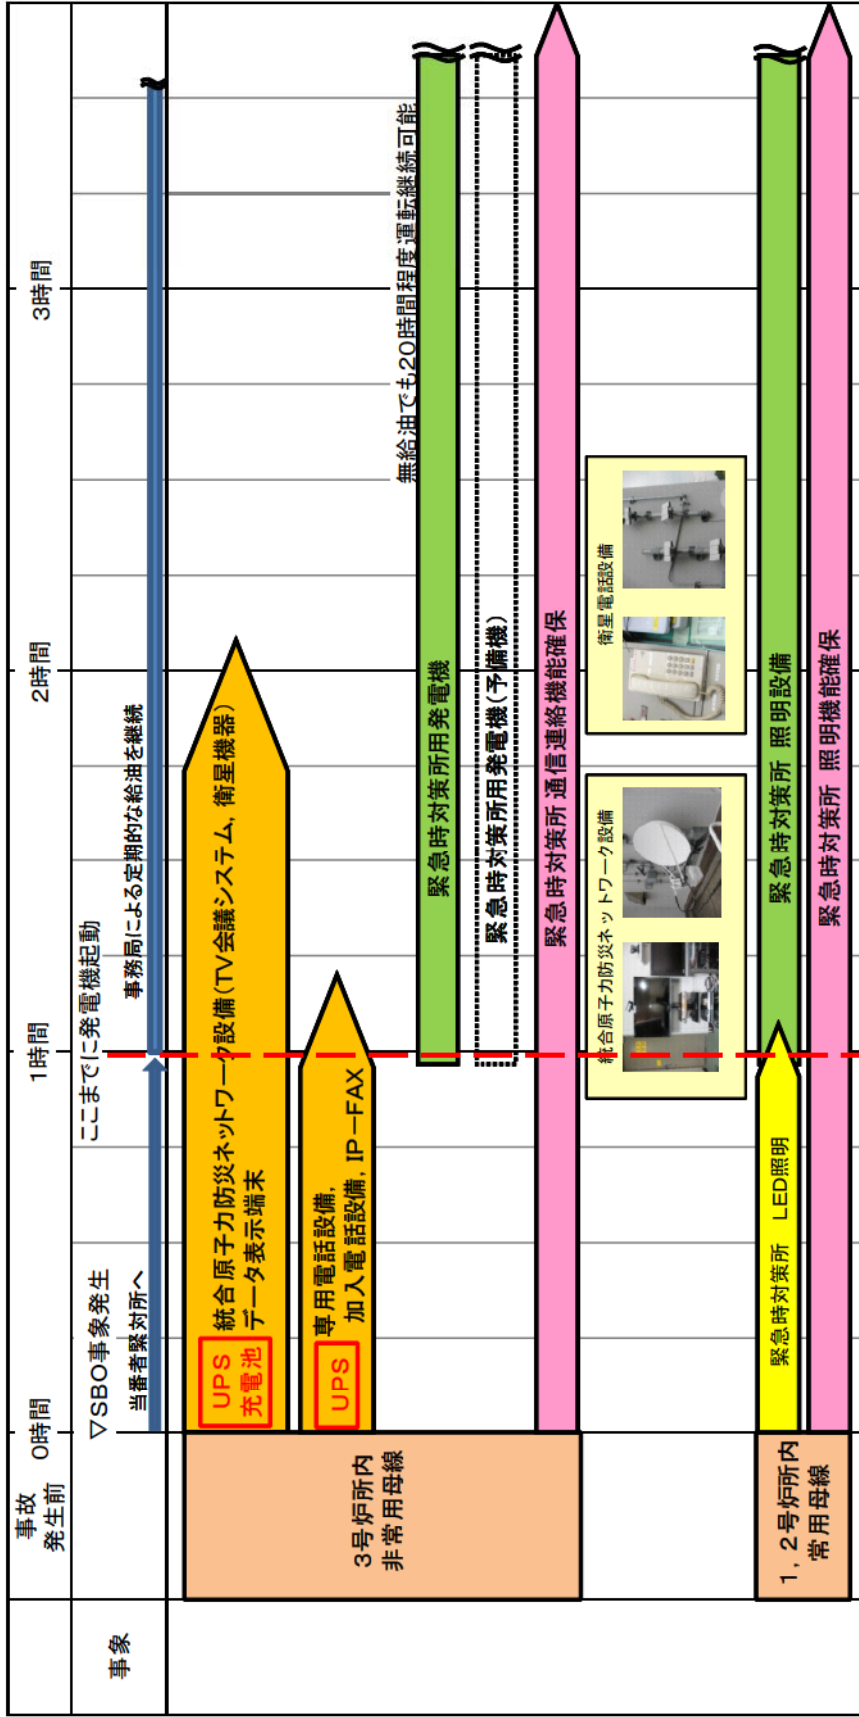 事故
発生前
0時間
1時間
2時間
3時間
事象
▽SBO事象発生
ここまでに発電機起動
当番者緊対所へ
事務局による定期的な給油を継続
3号炉所内
非常用母線
UPS
充電池
統合原子力防災ネットワーク設備(TV会議システム, 衛星機器)
データ表示端末
UPS
専用電話設備,
加入電話設備, IP－FAX
無給油でも20時間程度運転継続可能
緊急時対策所用発電機
緊急時対策所用発電機(予備機)
緊急時対策所 通信連絡機能確保
統合原子力防災ネットワーク設備
衛星電話設備
1, 2号炉所内
常用母線
緊急時対策所 LED照明
緊急時対策所 照明設備
緊急時対策所 照明機能確保